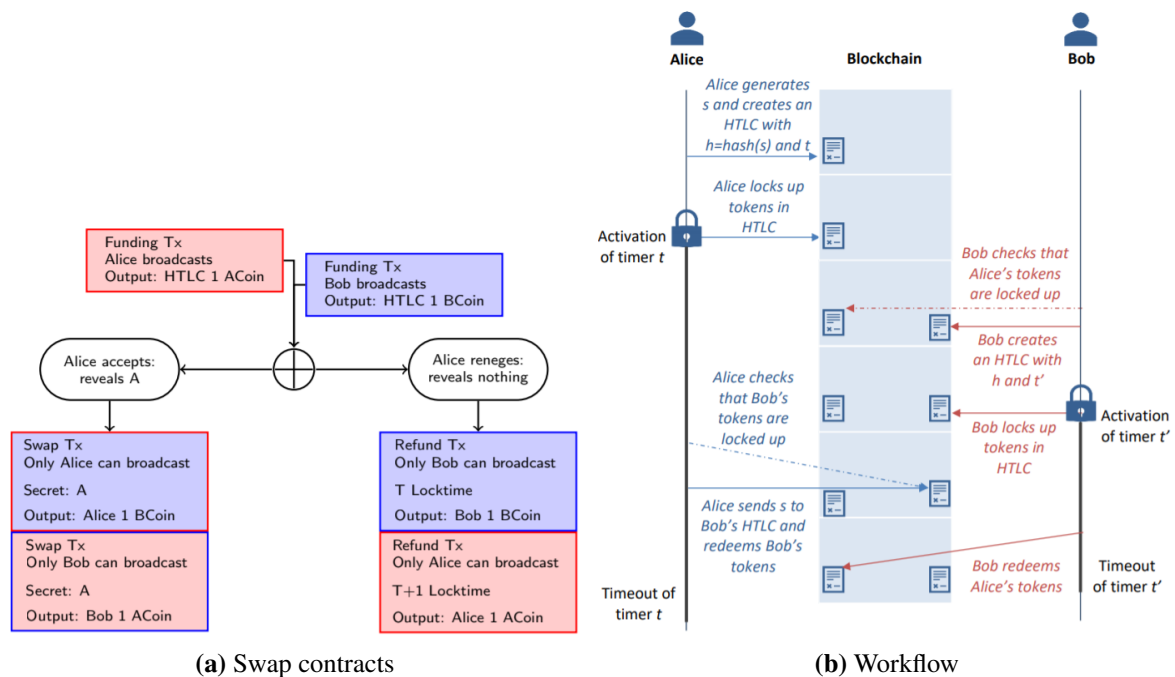 Funding Tx
Alice broadcasts
Output: HTLC 1 ACoin
Funding Tx
Bob broadcasts
Output: HTLC 1 BCoin
Alice accepts:
reveals A
Alice reneges:
reveals nothing
Swap Tx
Only Alice can broadcast
Secret: A
Output: Alice 1 BCoin
Swap Tx
Only Bob can broadcast
Secret: A
Output: Bob 1 ACoin
Refund Tx
Only Bob can broadcast
T Locktime
Output: Bob 1 BCoin
Refund Tx
Only Alice can broadcast
T+1 Locktime
Output: Alice 1 ACoin
(a) Swap contracts
Alice
Blockchain
Bob
Alice generates
s and creates an
HTLC with
h=hash(s) and t
Alice locks up
tokens in
HTLC
Activation
of timer t
Bob checks that
Alice's tokens
are locked up
Bob creates
an HTLC with
h and t'
Alice checks
that Bob's
tokens are
locked up
Activation
of timer t'
Bob locks up
tokens in
HTLC
Alice sends s to
Bob's HTLC and
redeems Bob's
tokens
Bob redeems
Alice's tokens
Timeout of
timer t
Timeout of
timer t'
(b) Workflow